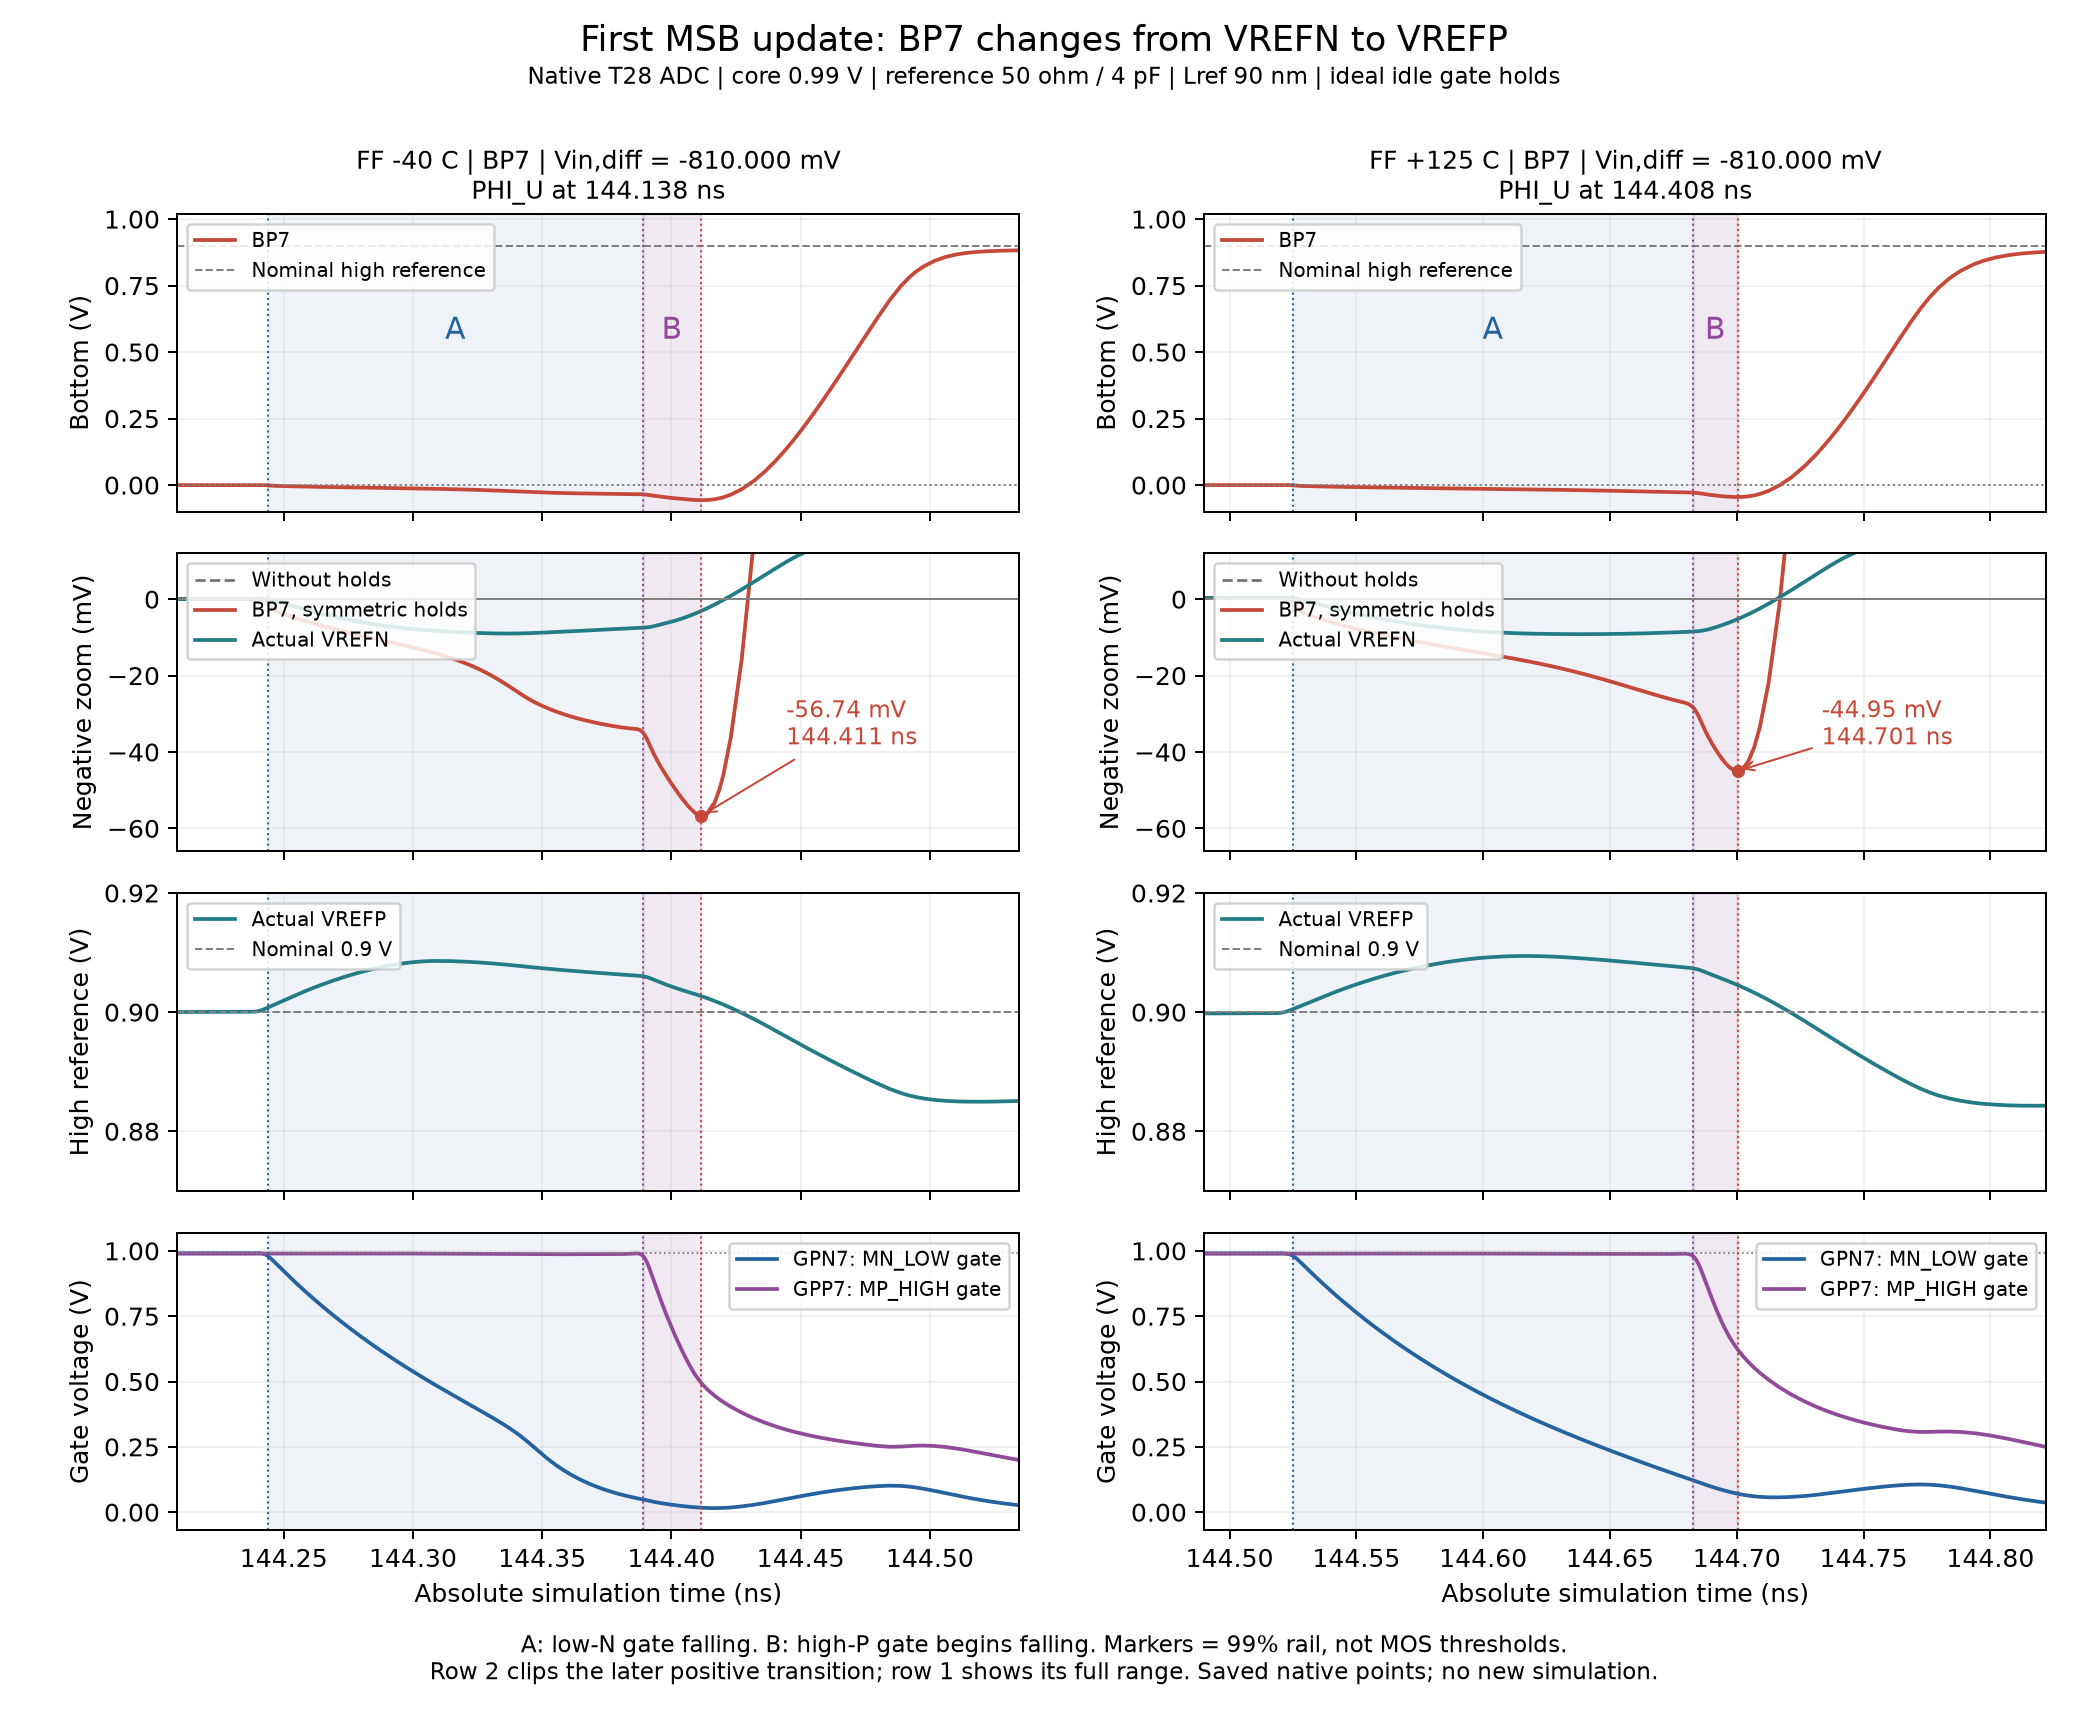 First MSB update: BP7 changes from VREFN to VREFP
Native T28 ADC | core 0.99 V | reference 50 ohm / 4 pF | Lref 90 nm | ideal idle gate holds
FF -40 C | BP7 | Vin,diff = -810.000 mV
PHI_U at 144.138 ns
1.00
0.75
0.50
0.25
0.00
Bottom (V)
BP7
Nominal high reference
A
B
FF +125 C | BP7 | Vin,diff = -810.000 mV
PHI_U at 144.408 ns
1.00
0.75
0.50
0.25
0.00
Bottom (V)
BP7
Nominal high reference
A
B
0
−20
−40
−60
Negative zoom (mV)
Without holds
BP7, symmetric holds
Actual VREFN
-56.74 mV
144.411 ns
0
−20
−40
−60
Negative zoom (mV)
Without holds
BP7, symmetric holds
Actual VREFN
-44.95 mV
144.701 ns
0.92
0.90
0.88
High reference (V)
Actual VREFP
Nominal 0.9 V
0.92
0.90
0.88
High reference (V)
Actual VREFP
Nominal 0.9 V
1.00
0.75
0.50
0.25
0.00
Gate voltage (V)
GPN7: MN_LOW gate
GPP7: MP_HIGH gate
144.25 144.30 144.35 144.40 144.45 144.50
Absolute simulation time (ns)
1.00
0.75
0.50
0.25
0.00
Gate voltage (V)
GPN7: MN_LOW gate
GPP7: MP_HIGH gate
144.50 144.55 144.60 144.65 144.70 144.75 144.80
Absolute simulation time (ns)
A: low-N gate falling. B: high-P gate begins falling. Markers = 99% rail, not MOS thresholds.
Row 2 clips the later positive transition; row 1 shows its full range. Saved native points; no new simulation.